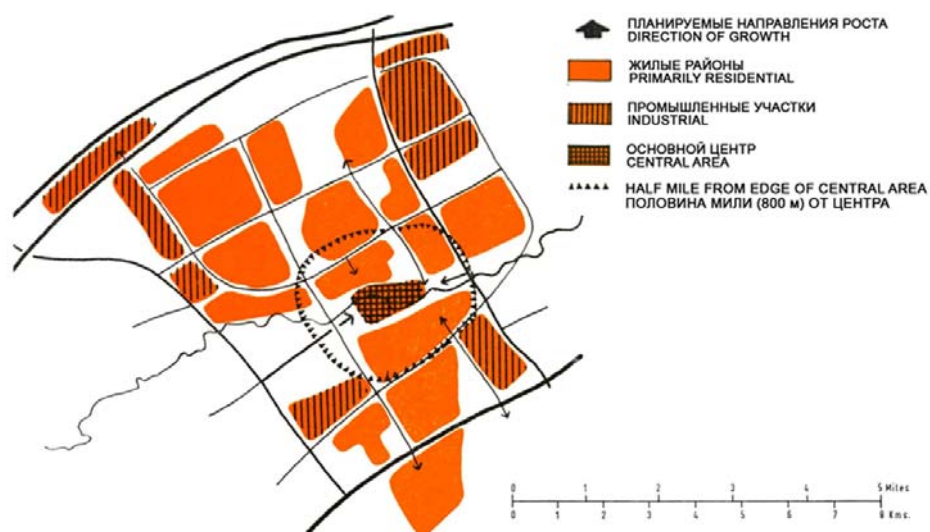 ПЛАНИРУЕМЫЕ НАПРАВЛЕНИЯ РОСТА
DIRECTION OF GROWTH
ЖИЛЫЕ РАЙОНЫ
PRIMARILY RESIDENTIAL
ПРОМЫШЛЕННЫЕ УЧАСТКИ
INDUSTRIAL
ОСНОВНОЙ ЦЕНТР
CENTRAL AREA
HALF MILE FROM EDGE OF CENTRAL AREA
ПОЛОВИНА МИЛИ (800 м) ОТ ЦЕНТРА
0 1 2 3 4 5 Miles
0 1 2 3 4 5 6 7 8 Kms.